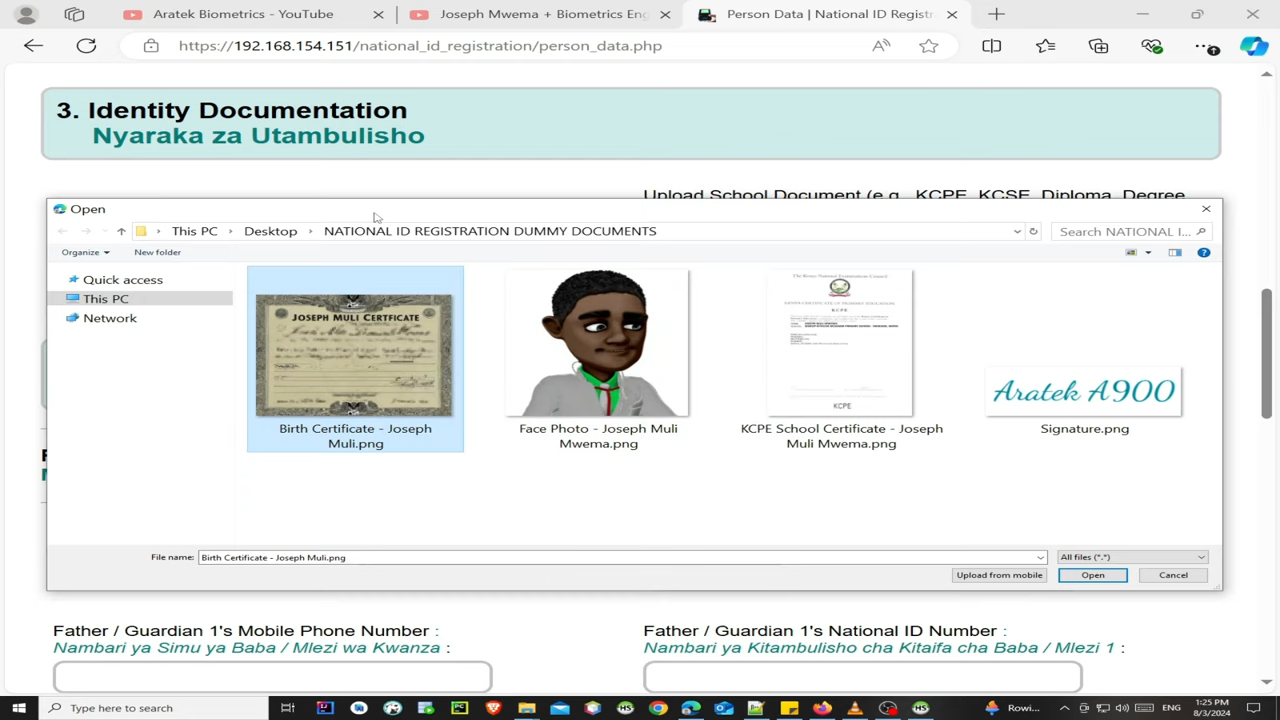 Aratek Biometrics - YouTube
Joseph Mwema + Biometrics Eng
Person Data | National ID Registr
https://192.168.154.151/national_id_registration/person_data.php
3. Identity Documentation
Nyaraka za Utambulisho
Upload School Document (e.g., KCPE, KCSE, Diploma, Degree
Open
This PC > Desktop > NATIONAL ID REGISTRATION DUMMY DOCUMENTS
Search NATIONAL I...
Organize
New folder
Quick access
This PC
Network
JOSEPH MULI CERTFICATE
KCPE
KCPE
Aratek A900
Birth Certificate - Joseph Muli.png
Face Photo - Joseph Muli Mwema.png
KCPE School Certificate - Joseph Muli Mwema.png
Signature.png
File name:
Birth Certificate - Joseph Muli.png
All files (*.*)
Upload from mobile
Open
Cancel
Father / Guardian 1's Mobile Phone Number :
Nambari ya Simu ya Baba / Mlezi wa Kwanza :
Father / Guardian 1's National ID Number :
Nambari ya Kitambulisho cha Kitaifa cha Baba / Mlezi 1 :
Type here to search
Rowi...
ENG
1:25 PM
8/3/2024